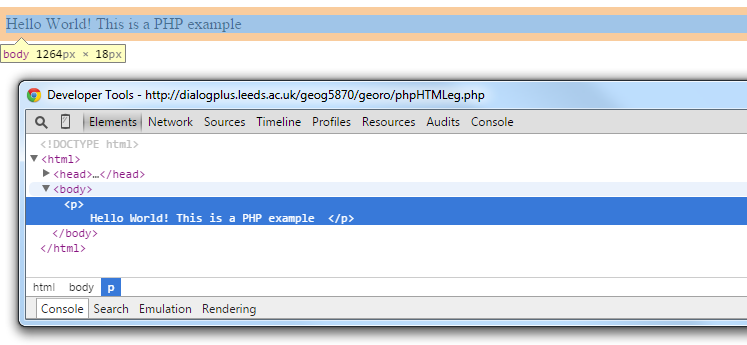 Hello World! This is a PHP example
body 1264px × 18px
Developer Tools - http://dialogplus.leeds.ac.uk/geog5870/georo/phpHTMLeg.php
Elements Network Sources Timeline Profiles Resources Audits Console
<!DOCTYPE html>
<html>
<head>…</head>
<body>
<p>
Hello World! This is a PHP example </p>
</body>
</html>
html body p
Console Search Emulation Rendering